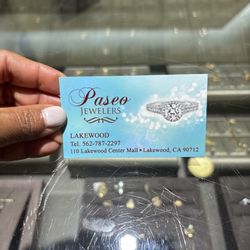 Paseo
JEWELERS
LAKEWOOD
Tel. 562-787-2297
110 Lakewood Center Mall • Lakewood, CA 90712